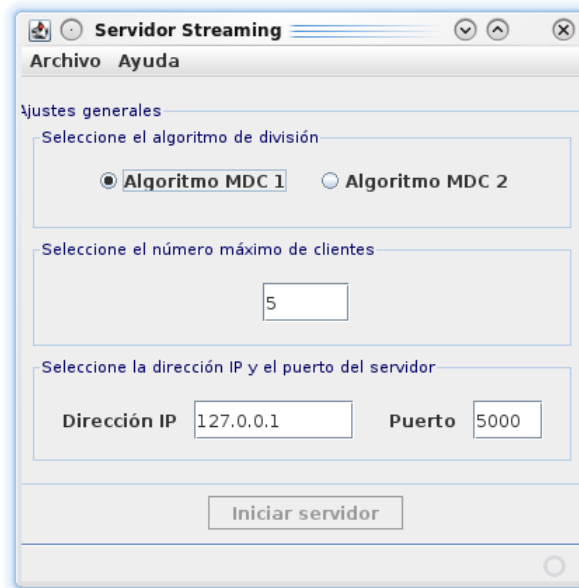 Servidor Streaming
Archivo Ayuda
Ajustes generales
Seleccione el algoritmo de división
Algoritmo MDC 1 Algoritmo MDC 2
Seleccione el número máximo de clientes
5
Seleccione la dirección IP y el puerto del servidor
Dirección IP 127.0.0.1 Puerto 5000
Iniciar servidor